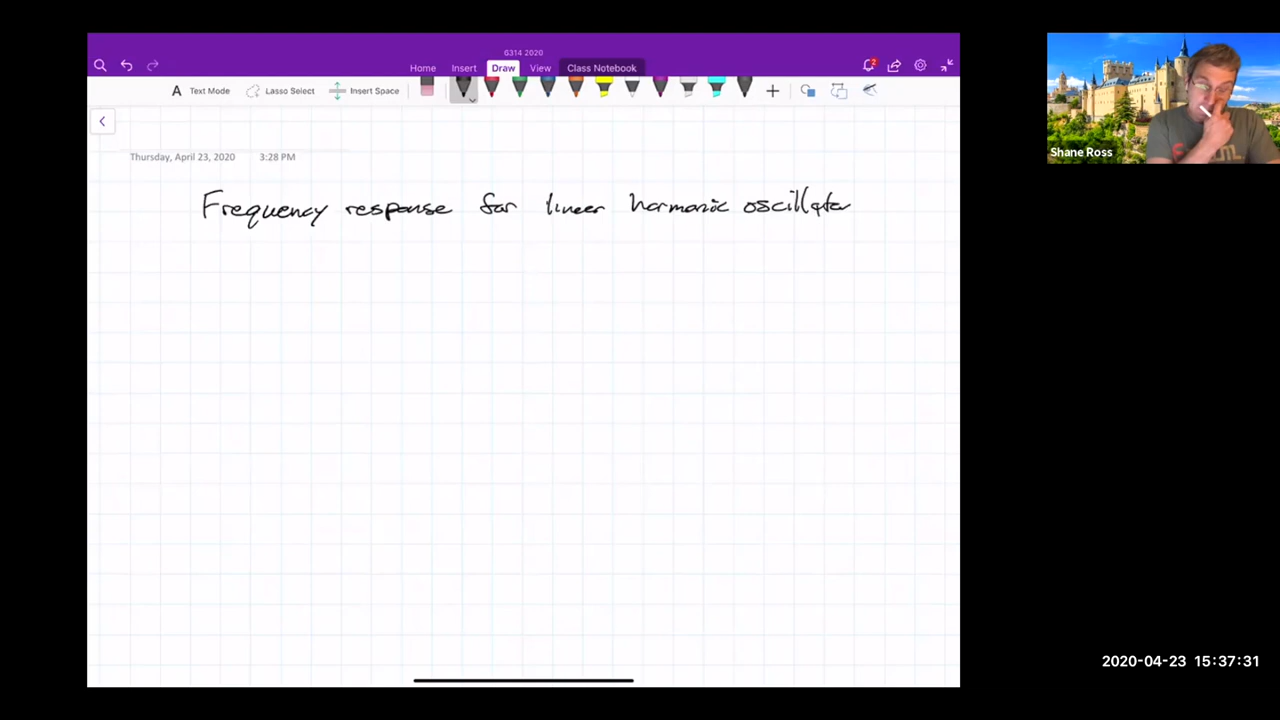 G314 2020
Home Insert Draw View Class Notebook
2
A Text Mode Lasso Select Insert Space
Thursday, April 23, 2020 3:28 PM
Frequency response for linear harmonic oscillator
Shane Ross
2020-04-23 15:37:31